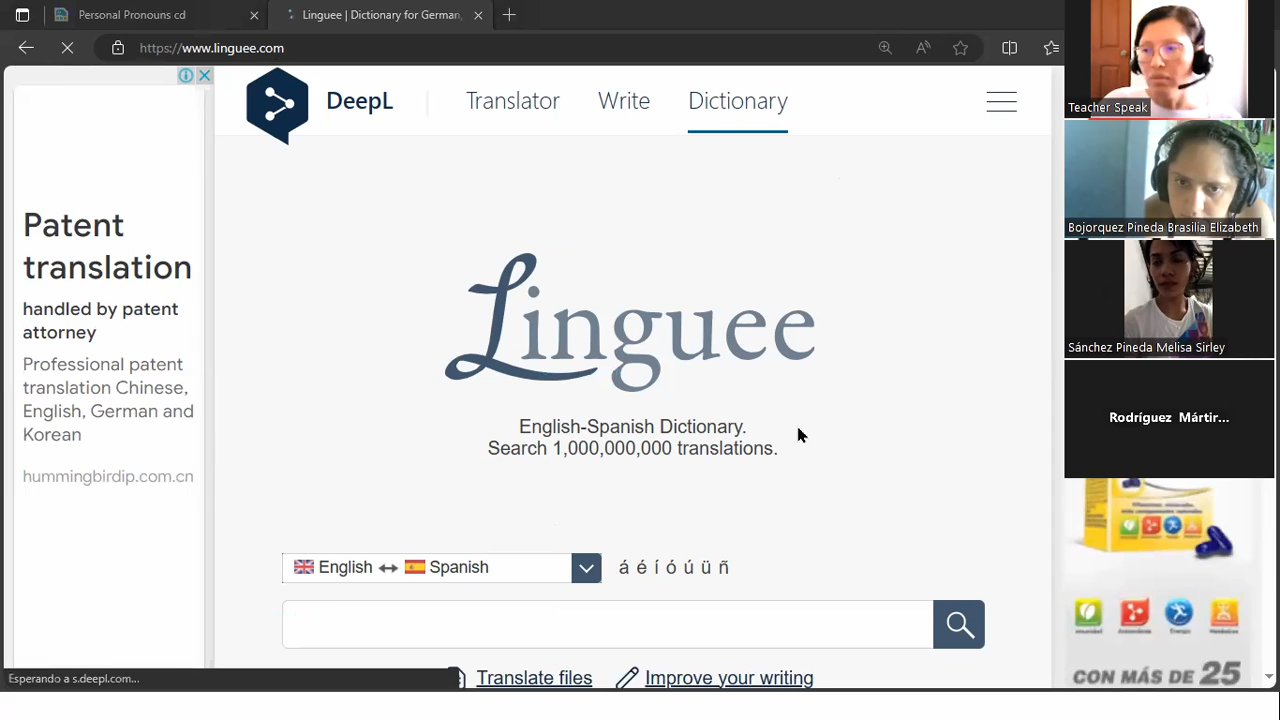 Personal Pronouns cd
Linguee | Dictionary for German,
https://www.linguee.com
DeepL
Translator
Write
Dictionary
Patent
translation
handled by patent
attorney
Professional patent
translation Chinese,
English, German and
Korean
hummingbirdip.com.cn
Linguee
English-Spanish Dictionary.
Search 1,000,000,000 translations.
English
Spanish
á é í ó ú ü ñ
Translate files
Improve your writing
Esperando a s.deepl.com...
Teacher Speak
Bojorquez Pineda Brasilia Elizabeth
Sánchez Pineda Melisa Sirley
Rodríguez Mártir...
CON MÁS DE 25